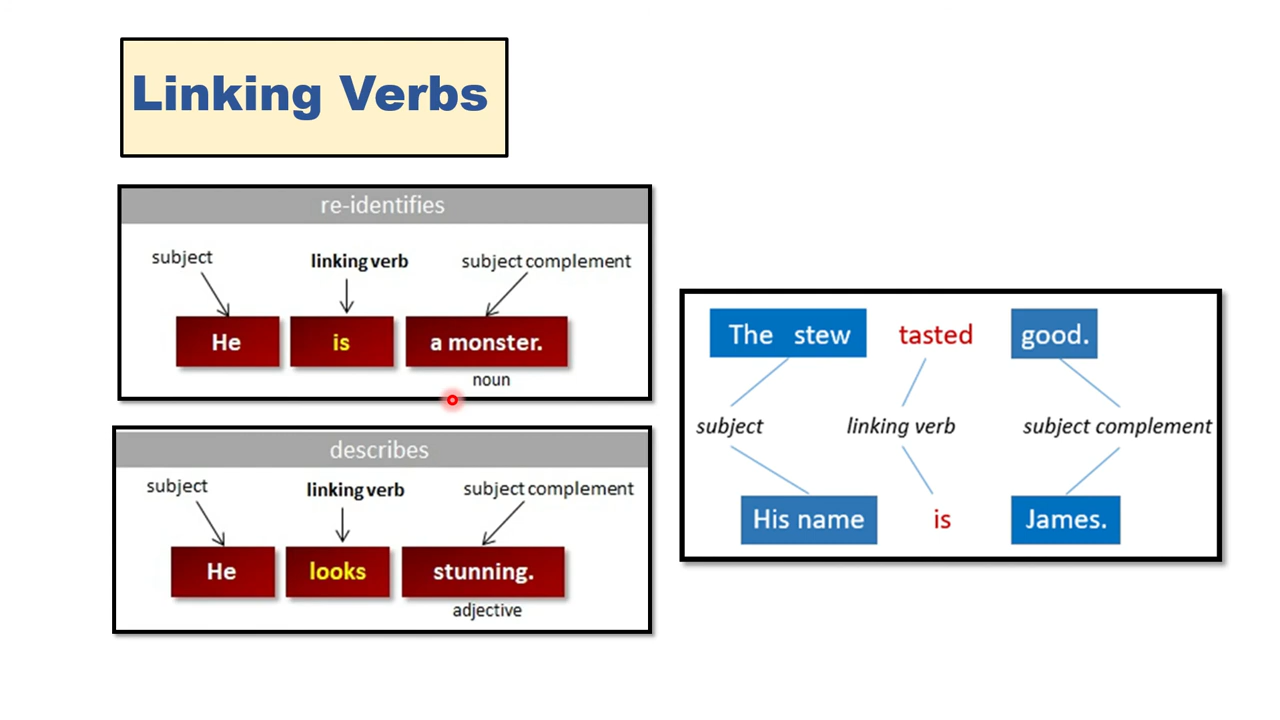 Linking Verbs
re-identifies
subject linking verb subject complement
He is a monster.
noun
describes
subject linking verb subject complement
He looks stunning.
adjective
The stew tasted good.
subject linking verb subject complement
His name is James.